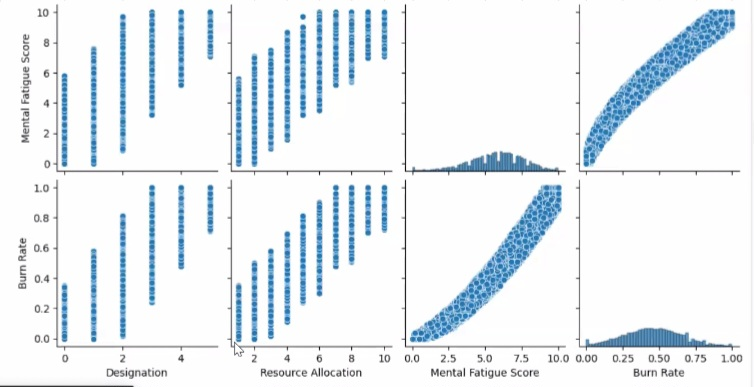 10
8
6
4
2
0
Mental Fatigue Score
1.0
0.8
0.6
0.4
0.2
0.0
Burn Rate
0 2 4
Designation
2 4 6 8 10
Resource Allocation
0.0 2.5 5.0 7.5 10.0
Mental Fatigue Score
0.00 0.25 0.50 0.75 1.00
Burn Rate